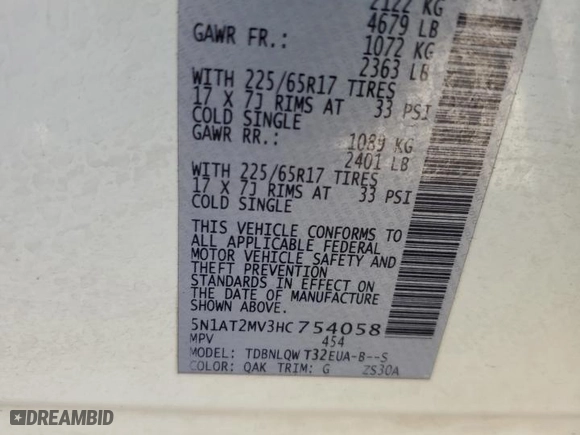 2122 KG
4679 LB
GAWR FR.: 1072 KG
2363 LB
WITH 225/65R17 TIRES
17 X 7J RIMS AT 33 PSI
COLD SINGLE
GAWR RR.: 1089 KG
2401 LB
WITH 225/65R17 TIRES
17 X 7J RIMS AT 33 PSI
COLD SINGLE
THIS VEHICLE CONFORMS TO
ALL APPLICABLE FEDERAL
MOTOR VEHICLE SAFETY AND
THEFT PREVENTION
STANDARDS IN EFFECT ON
THE DATE OF MANUFACTURE
SHOWN ABOVE.
5N1AT2MV3HC754058
MPV 454
MODEL: TDBNLQWT32EUA-B--S
COLOR: QAK TRIM: G ZS30A
DREAMBID